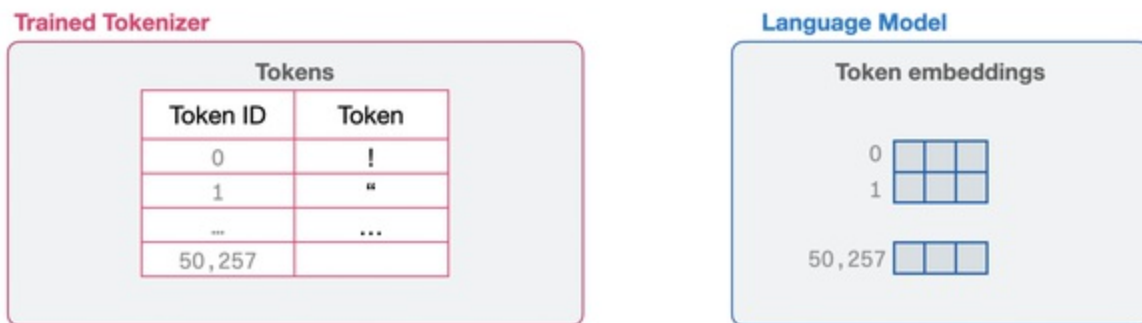 Trained Tokenizer
Tokens
Token ID Token
0 !
1 “
... ...
50,257
Language Model
Token embeddings
0
1
50,257